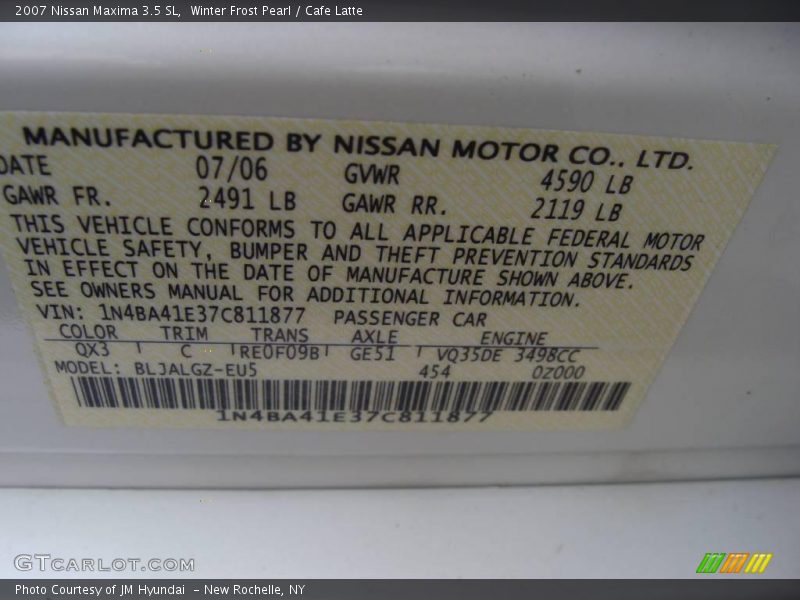 2007 Nissan Maxima 3.5 SL,  Winter Frost Pearl / Cafe Latte
MANUFACTURED BY NISSAN MOTOR CO., LTD.
DATE 07/06 GVWR 4590 LB
GAWR FR. 2491 LB GAWR RR. 2119 LB
THIS VEHICLE CONFORMS TO ALL APPLICABLE FEDERAL MOTOR
VEHICLE SAFETY, BUMPER AND THEFT PREVENTION STANDARDS
IN EFFECT ON THE DATE OF MANUFACTURE SHOWN ABOVE.
SEE OWNERS MANUAL FOR ADDITIONAL INFORMATION.
VIN: 1N4BA41E37C811877 PASSENGER CAR
COLOR TRIM TRANS AXLE ENGINE
QX3 C RE0F09B GE51 VQ35DE 3498CC
MODEL: BLJALGZ-EU5 454 0Z000
1N4BA41E37C811877
GTCARLOT.COM
Photo Courtesy of JM Hyundai - New Rochelle, NY